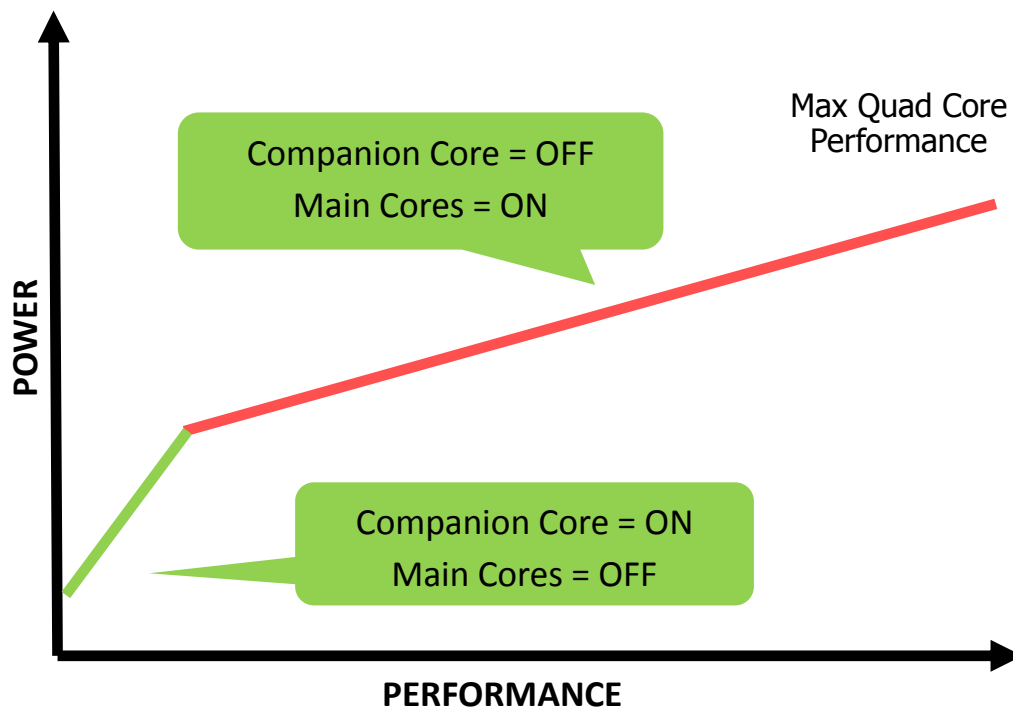 Max Quad Core
Performance
Companion Core = OFF
Main Cores = ON
POWER
Companion Core = ON
Main Cores = OFF
PERFORMANCE